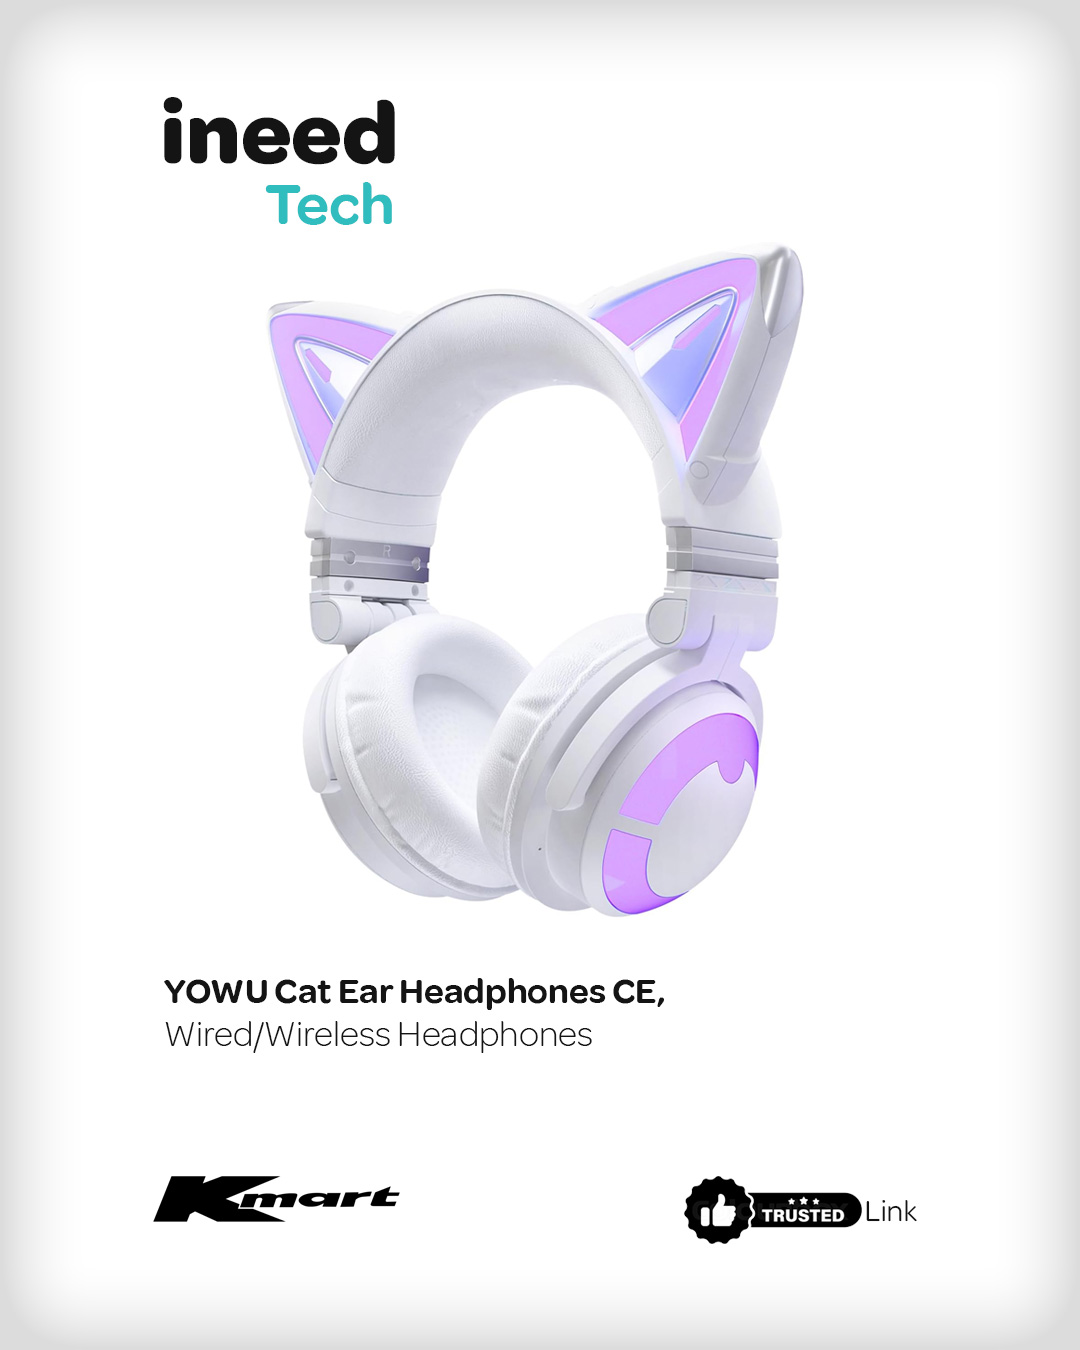 ineed
Tech
R
YOWU Cat Ear Headphones CE,
Wired/Wireless Headphones
Kmart
TRUSTED Link